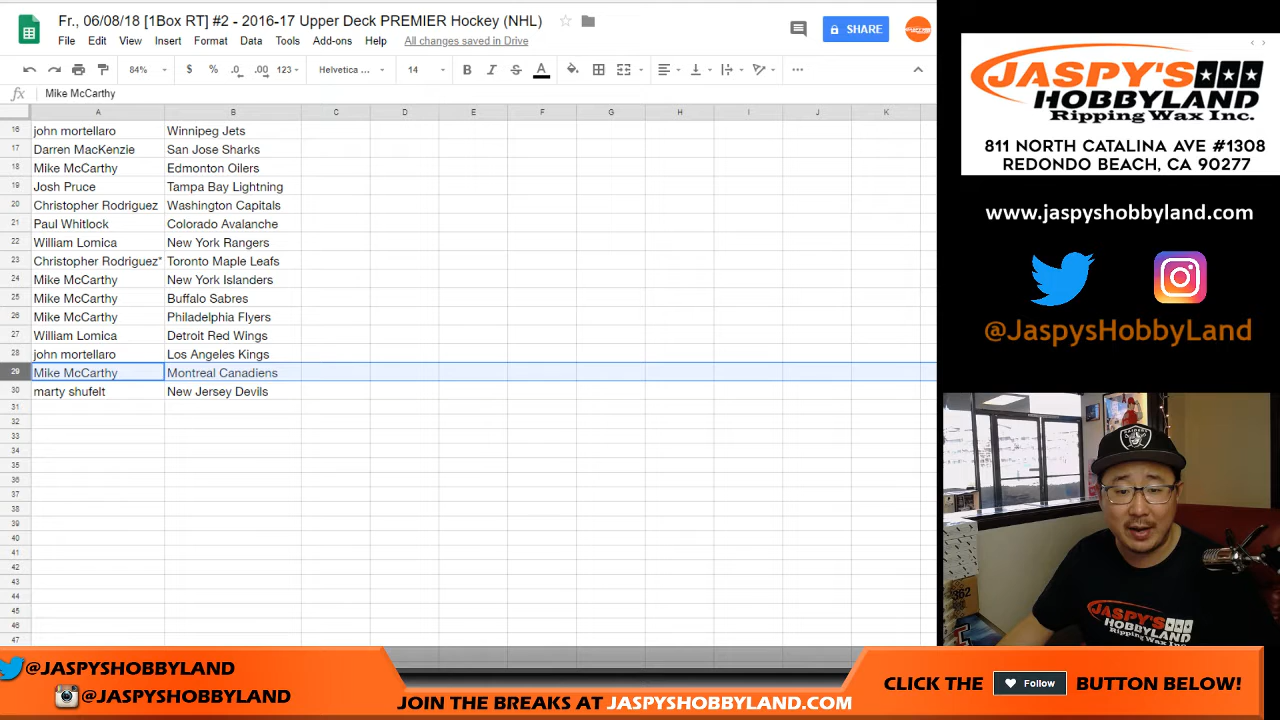 Fr., 06/08/18 [1Box RT] #2 - 2016-17 Upper Deck PREMIER Hockey (NHL)
File Edit View Insert Format Data Tools Add-ons Help All changes saved in Drive
SHARE
84% $ % .0 .00 123 Helvetica ... 14 B I S A
fx Mike McCarthy
A B C D E F G H I J K
16 john mortellaro Winnipeg Jets
17 Darren MacKenzie San Jose Sharks
18 Mike McCarthy Edmonton Oilers
19 Josh Pruce Tampa Bay Lightning
20 Christopher Rodriguez Washington Capitals
21 Paul Whitlock Colorado Avalanche
22 William Lomica New York Rangers
23 Christopher Rodriguez* Toronto Maple Leafs
24 Mike McCarthy New York Islanders
25 Mike McCarthy Buffalo Sabres
26 Mike McCarthy Philadelphia Flyers
27 William Lomica Detroit Red Wings
28 john mortellaro Los Angeles Kings
29 Mike McCarthy Montreal Canadiens
30 marty shufelt New Jersey Devils
31
32
33
34
35
36
37
38
39
40
41
42
43
44
45
46
47
JASPY'S
HOBBYLAND
Ripping Wax Inc.
811 NORTH CATALINA AVE #1308
REDONDO BEACH, CA 90277
www.jaspyshobbyland.com
@JaspysHobbyLand
RAIDERS
362
JASPY'S
HOBBYLAND
Ripping Wax Inc.
@JASPYSHOBBYLAND
@JASPYSHOBBYLAND
JOIN THE BREAKS AT JASPYSHOBBYLAND.COM
CLICK THE Follow BUTTON BELOW!